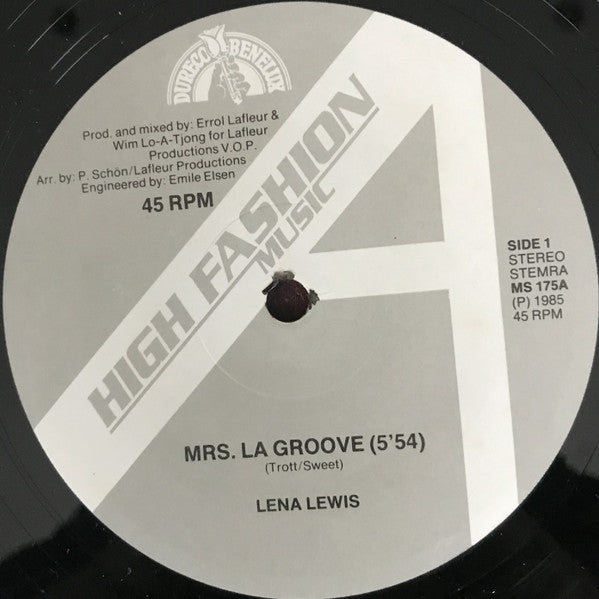 DURECO BENELUX
Prod. and mixed by: Errol Lafleur &
Wim Lo-A-Tjong for Lafleur
Productions V.O.P.
Arr. by: P. Schön/Lafleur Productions
Engineered by: Emile Elsen
45 RPM
HIGH FASHION
MUSIC
SIDE 1
STEREO
STEMRA
MS 175A
(P) 1985
45 RPM
MRS. LA GROOVE (5'54)
(Trott/Sweet)
LENA LEWIS